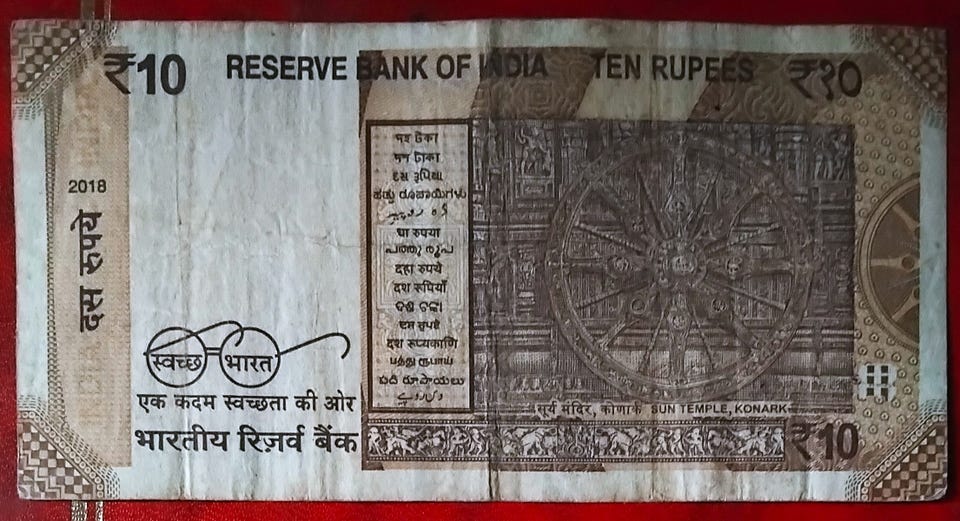 ₹10 RESERVE BANK OF INDIA TEN RUPEES ₹१०
2018
दस रुपये
দহ টকা
দশ টাকা
દસ રૂપિયા
ಹತ್ತು ರೂಪಾಯಿಗಳು
धा रुपया
പത്തു രൂപ
दहा रुपये
दश रुपियाँ
ଦଶ ଟଙ୍କା
ਦਸ ਰੁਪਏ
दश रूप्यकाणि
பத்து ரூபாய்
పది రూపాయలు
स्वच्छ भारत
एक कदम स्वच्छता की ओर
भारतीय रिज़र्व बैंक
सूर्य मंदिर, कोणार्क SUN TEMPLE, KONARK
₹10